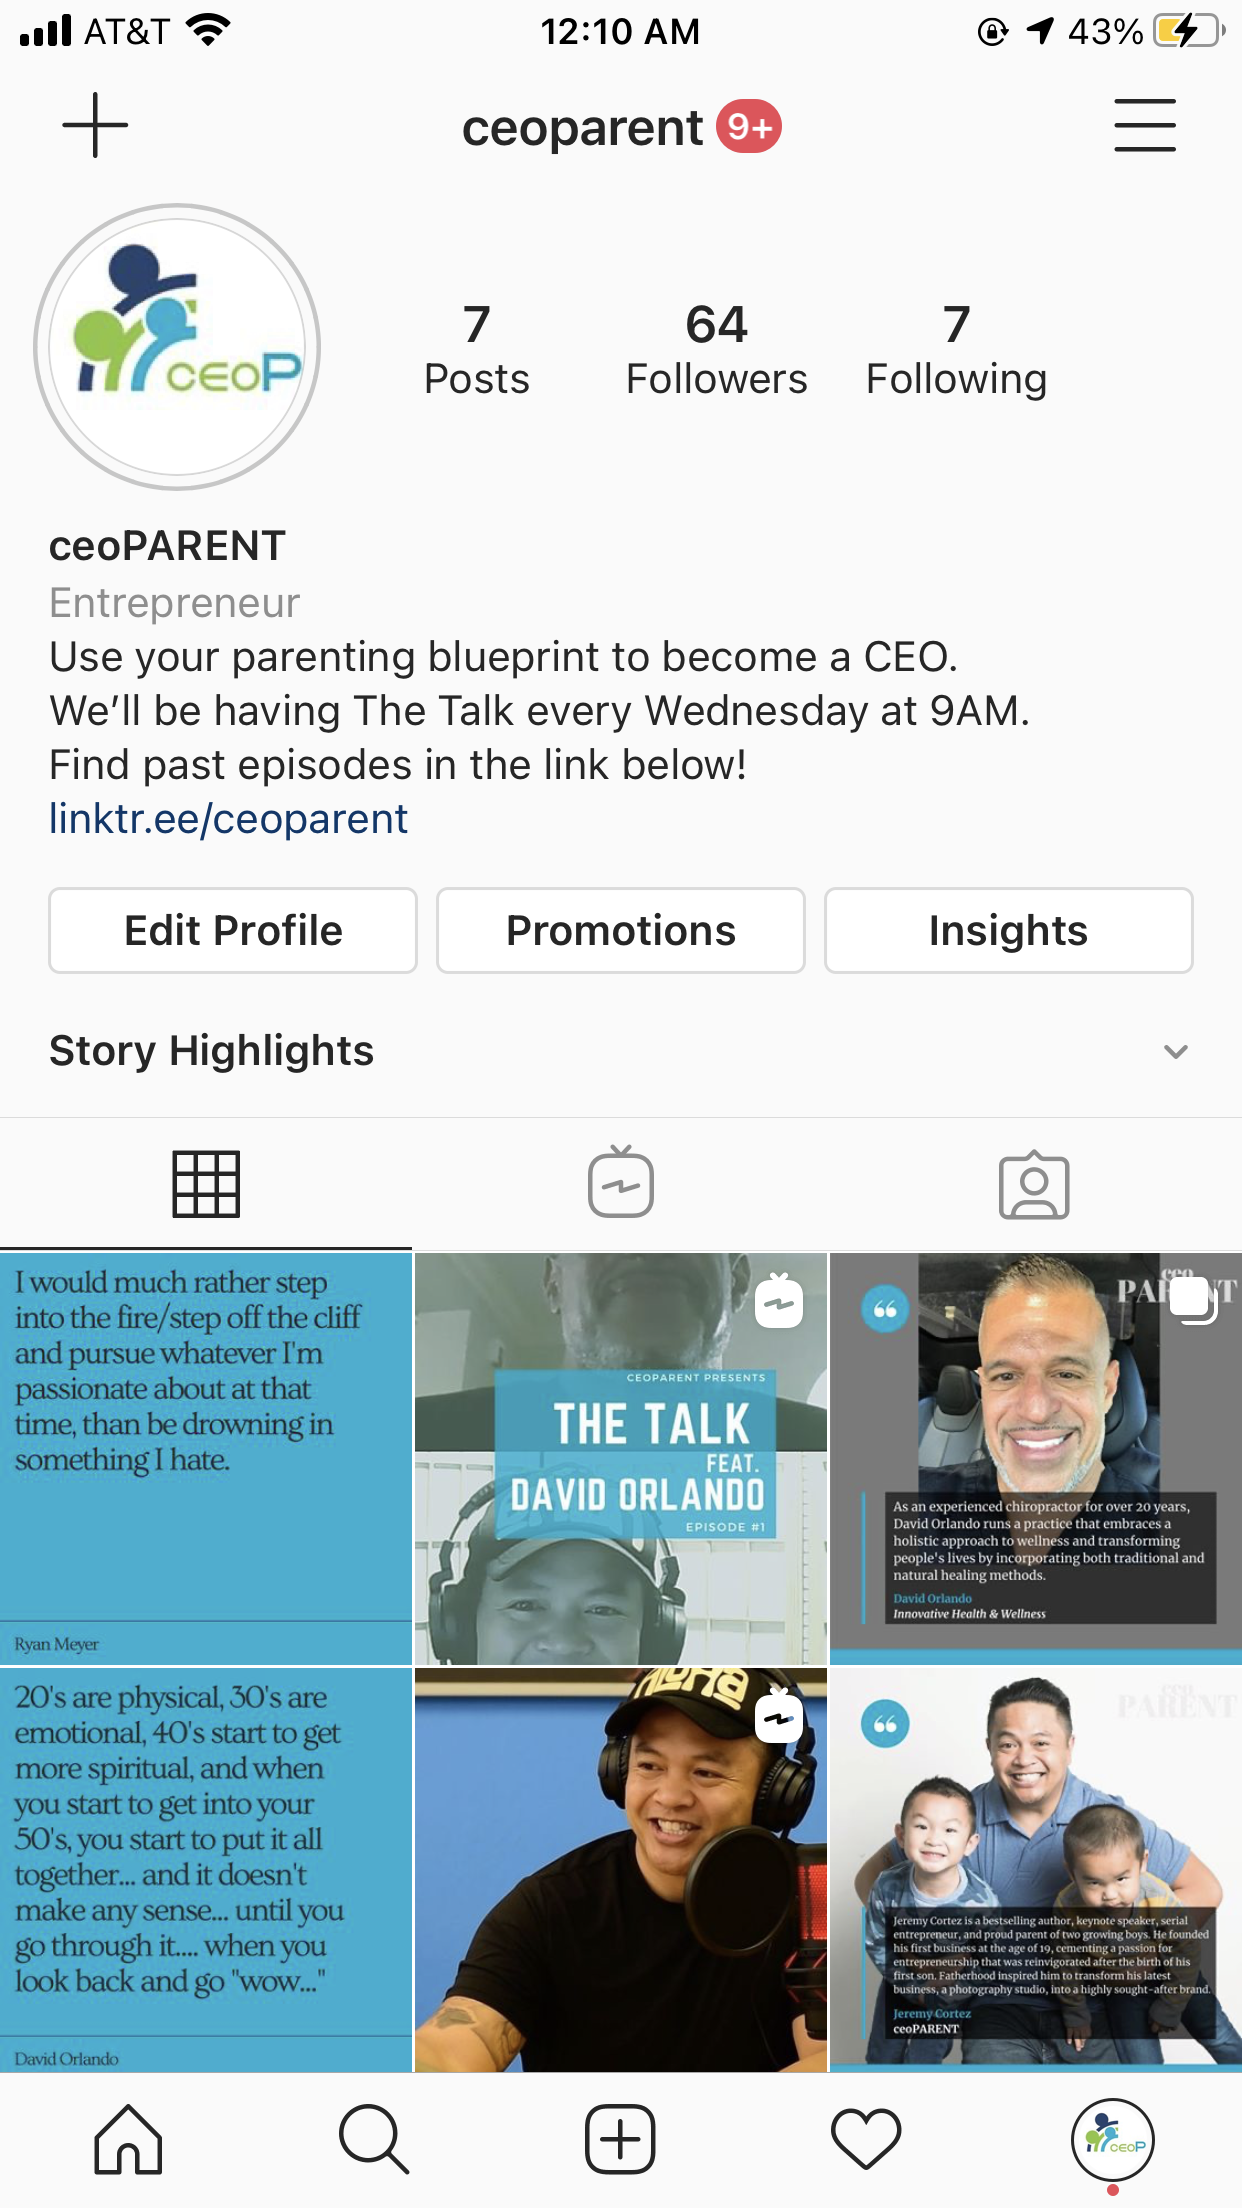 AT&T
12:10 AM
43%
ceoparent 9+
CEOP
7
Posts
64
Followers
7
Following
ceoPARENT
Entrepreneur
Use your parenting blueprint to become a CEO.
We’ll be having The Talk every Wednesday at 9AM.
Find past episodes in the link below!
linktr.ee/ceoparent
Edit Profile
Promotions
Insights
Story Highlights
I would much rather step
into the fire/step off the cliff
and pursue whatever I'm
passionate about at that
time, than be drowning in
something I hate.
Ryan Meyer
CEOPARENT PRESENTS
THE TALK
FEAT.
DAVID ORLANDO
EPISODE #1
ceo
“
As an experienced chiropractor for over 20 years,
David Orlando runs a practice that embraces a
holistic approach to wellness and transforming
people's lives by incorporating both traditional and
natural healing methods.
David Orlando
Innovative Health & Wellness
20's are physical, 30's are
emotional, 40's start to get
more spiritual, and when
you start to get into your
50's, you start to put it all
together... and it doesn't
make any sense... until you
go through it.... when you
look back and go "wow..."
David Orlando
ALOHA
ceo
PARENT
“
Jeremy Cortez is a bestselling author, keynote speaker, serial
entrepreneur, and proud parent of two growing boys. He founded
his first business at the age of 19, cementing a passion for
entrepreneurship that was reinvigorated after the birth of his
first son. Fatherhood inspired him to transform his latest
business, a photography studio, into a highly sought-after brand.
Jeremy Cortez
ceoPARENT
CEOP